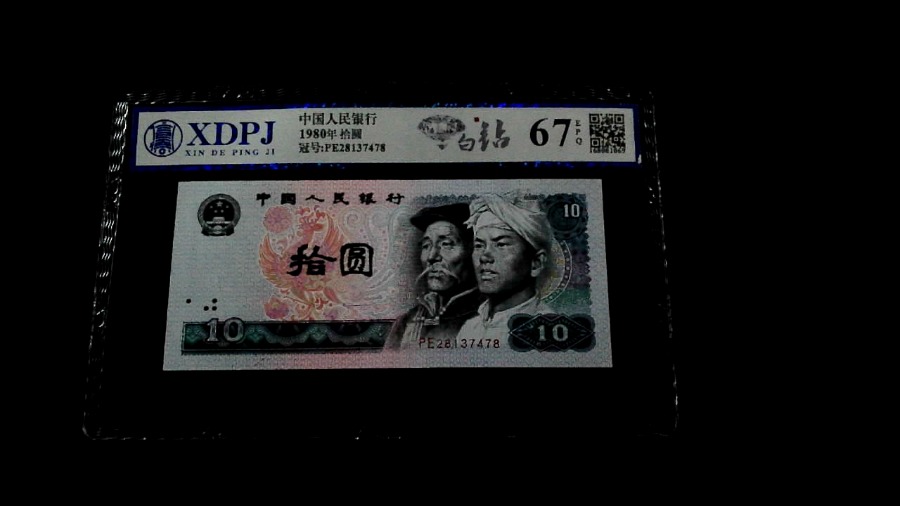 XDPJ
XIN DE PING JI
中国人民银行
1980年 拾圆
冠号:PE28137478
白钻
67
EPQ
中国人民银行
10
拾圆
10
PE28137478
10